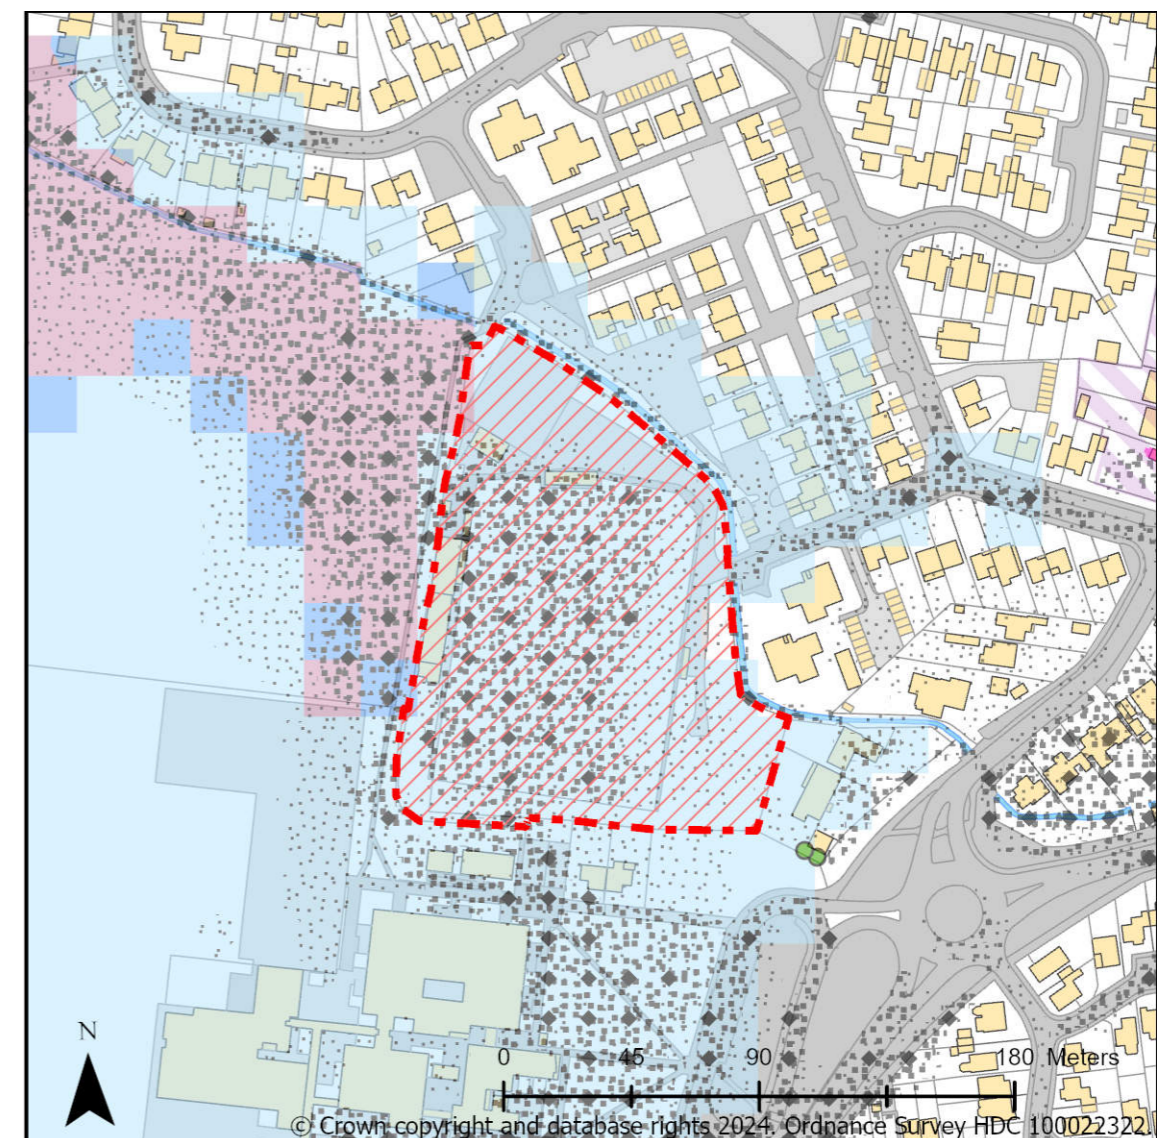 N
0 45 90 180 Meters
© Crown copyright and database rights 2024. Ordnance Survey HDC 100022322.